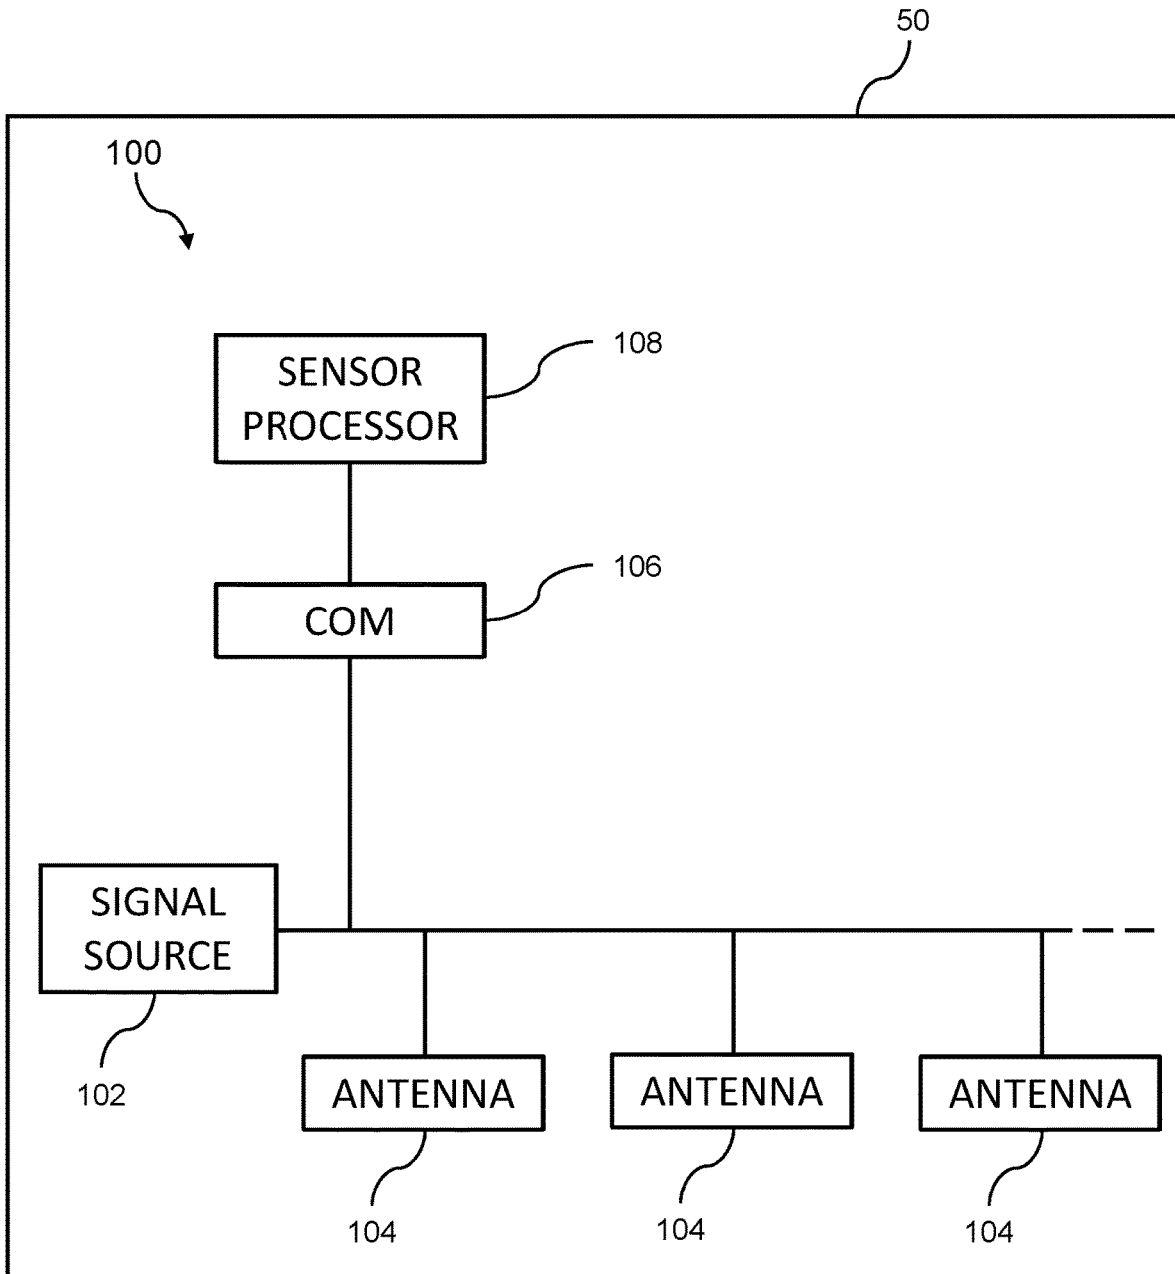 50
100
SENSOR
PROCESSOR
108
COM
106
SIGNAL
SOURCE
102
ANTENNA
ANTENNA
ANTENNA
104
104
104